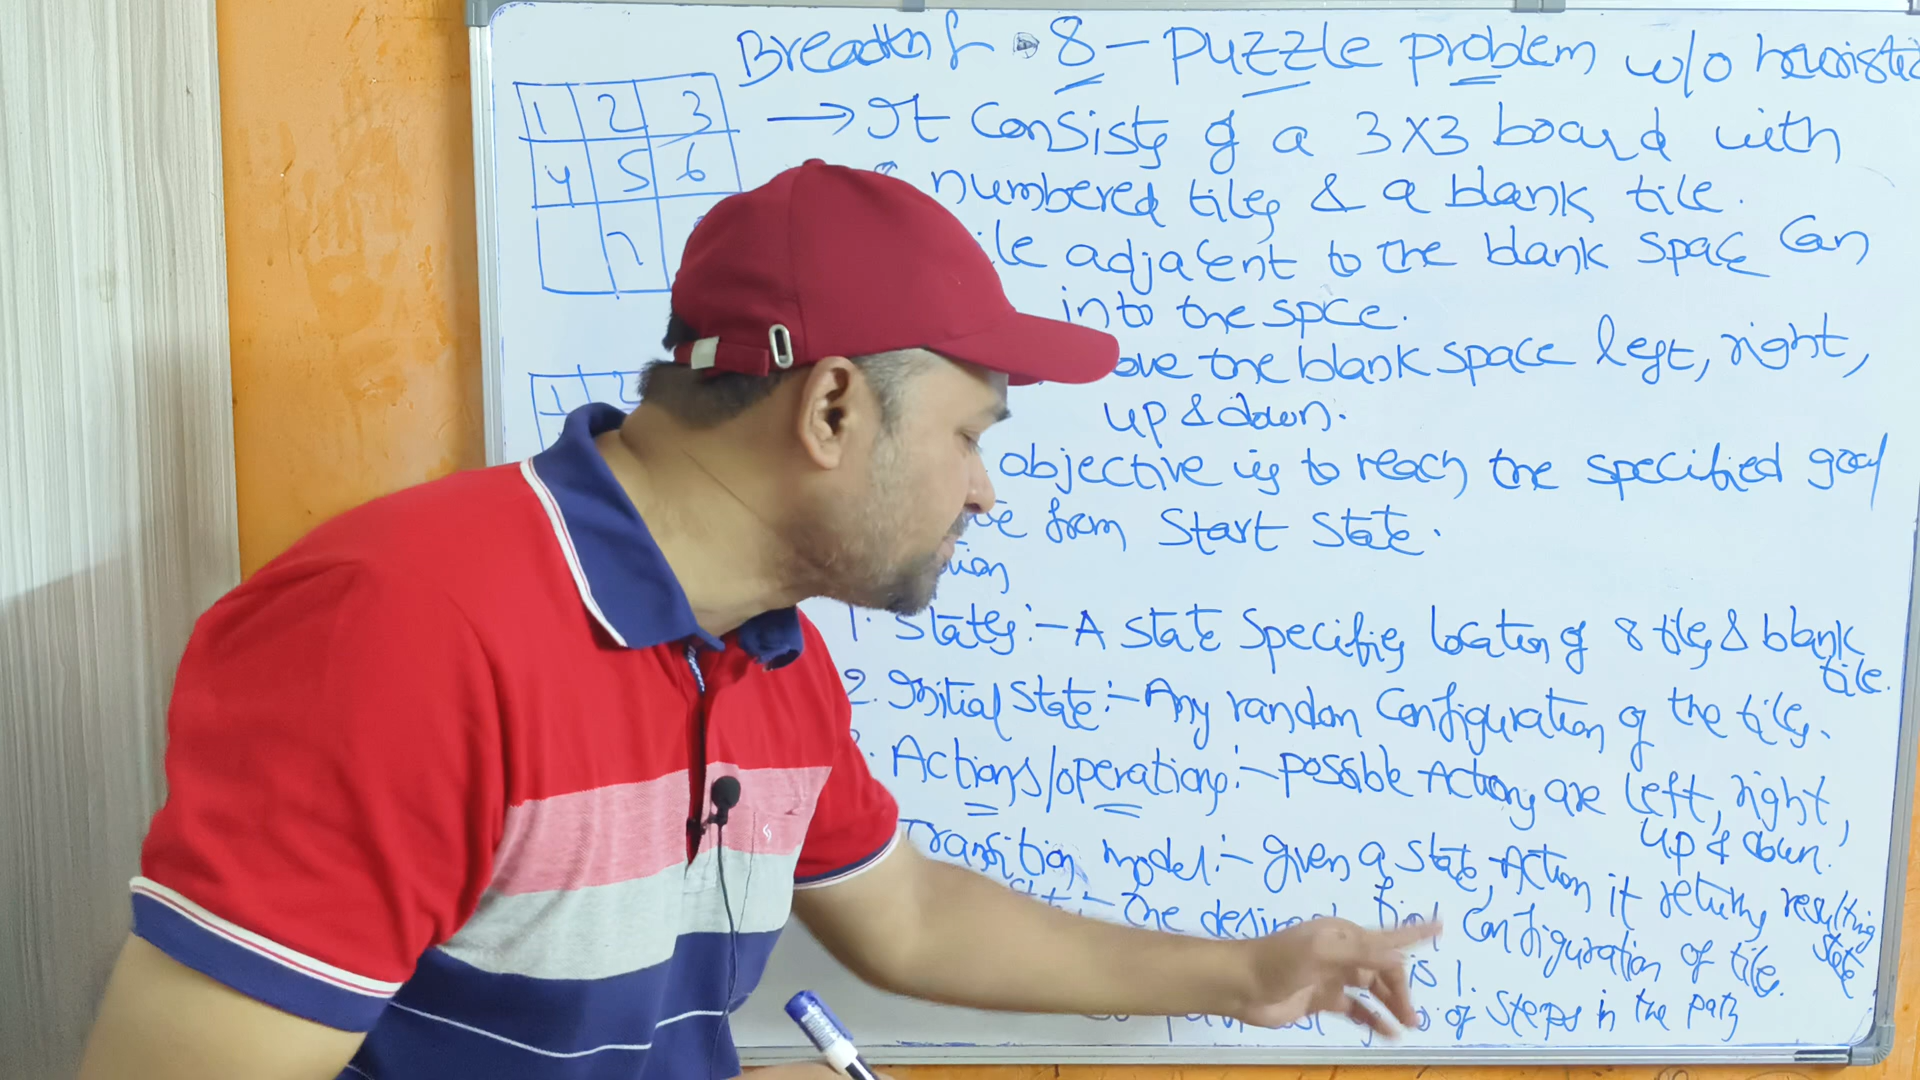 Breadth f 8 - puzzle problem w/o heuristic
1 2 3
4 5 6
7
1 2
→ It consists of a 3x3 board with
numbered tiles & a blank tile.
ile adjacent to the blank space can
into the spce.
ove the blank space left, right,
up & down.
objective is to reach the specified goal
te from start state.
1. States:- A state specifies location of 8 tiles & blank
tile.
2. Initial state:- Any random configuration of the tiles.
Actions/operations:- possible Actions are left, right,
up & down.
Transition model:- given a state, Action it returns resulting
state
the desired final configuration of tile.
is 1.
of steps in the path